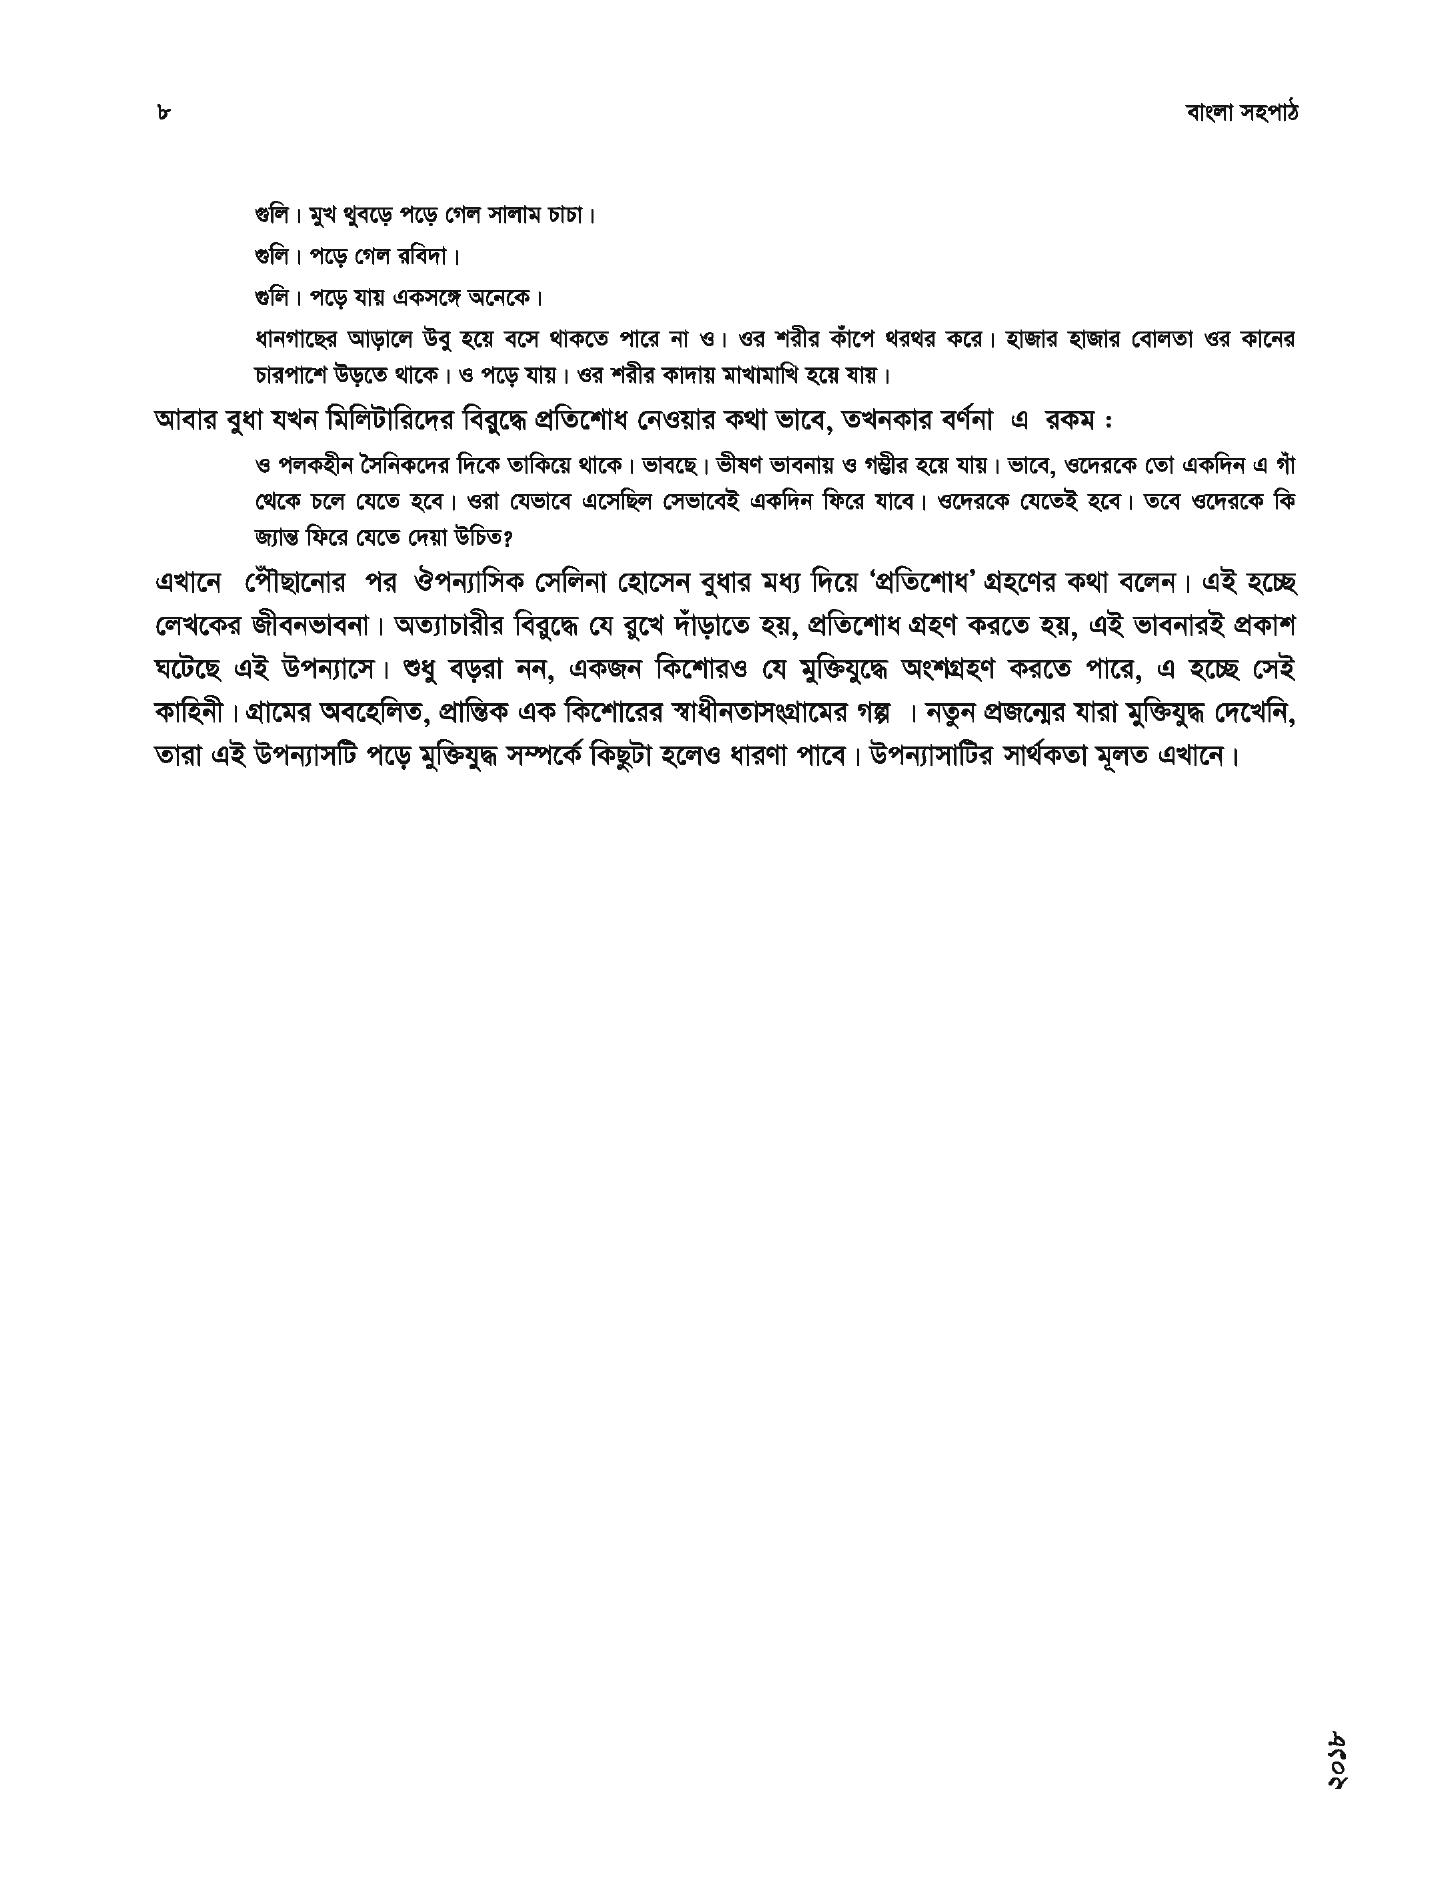 ৮ বাংলা সহপাঠ
গুলি। মুখ থুবড়ে পড়ে গেল সালাম চাচা।
গুলি। পড়ে গেল রবিদা।
গুলি। পড়ে যায় একসঙ্গে অনেকে।
ধানগাছের আড়ালে উবু হয়ে বসে থাকতে পারে না ও। ওর শরীর কাঁপে থরথর করে। হাজার হাজার বোলতা ওর কানের
চারপাশে উড়তে থাকে। ও পড়ে যায়। ওর শরীর কাদায় মাখামাখি হয়ে যায়।
আবার বুধা যখন মিলিটারিদের বিরুদ্ধে প্রতিশোধ নেওয়ার কথা ভাবে, তখনকার বর্ণনা এ রকম :
ও পলকহীন সৈনিকদের দিকে তাকিয়ে থাকে। ভাবছে। ভীষণ ভাবনায় ও গম্ভীর হয়ে যায়। ভাবে, ওদেরকে তো একদিন এ গাঁ
থেকে চলে যেতে হবে। ওরা যেভাবে এসেছিল সেভাবেই একদিন ফিরে যাবে। ওদেরকে যেতেই হবে। তবে ওদেরকে কি
জ্যান্ত ফিরে যেতে দেয়া উচিত?
এখানে পৌঁছানোর পর ঔপন্যাসিক সেলিনা হোসেন বুধার মধ্য দিয়ে ‘প্রতিশোধ’ গ্রহণের কথা বলেন। এই হচ্ছে
লেখকের জীবনভাবনা। অত্যাচারীর বিরুদ্ধে যে রুখে দাঁড়াতে হয়, প্রতিশোধ গ্রহণ করতে হয়, এই ভাবনারই প্রকাশ
ঘটেছে এই উপন্যাসে। শুধু বড়রা নন, একজন কিশোরও যে মুক্তিযুদ্ধে অংশগ্রহণ করতে পারে, এ হচ্ছে সেই
কাহিনী। গ্রামের অবহেলিত, প্রান্তিক এক কিশোরের স্বাধীনতাসংগ্রামের গল্প । নতুন প্রজন্মের যারা মুক্তিযুদ্ধ দেখেনি,
তারা এই উপন্যাসটি পড়ে মুক্তিযুদ্ধ সম্পর্কে কিছুটা হলেও ধারণা পাবে। উপন্যাসাটির সার্থকতা মূলত এখানে।
২০১৮